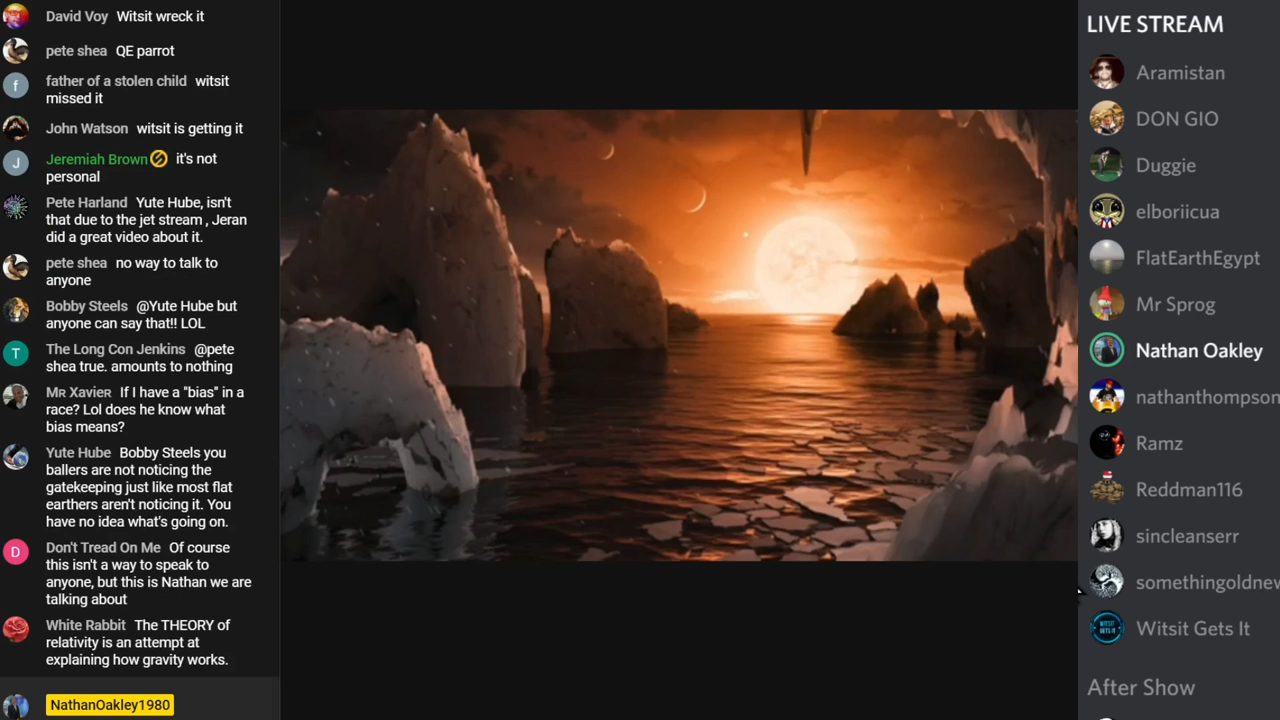 David Voy Witsit wreck it
pete shea QE parrot
f
father of a stolen child witsit
missed it
John Watson witsit is getting it
J
Jeremiah Brown it's not
personal
Pete Harland Yute Hube, isn't
that due to the jet stream , Jeran
did a great video about it.
pete shea no way to talk to
anyone
Bobby Steels @Yute Hube but
anyone can say that!! LOL
T
The Long Con Jenkins @pete
shea true. amounts to nothing
Mr Xavier If I have a "bias" in a
race? Lol does he know what
bias means?
Yute Hube Bobby Steels you
ballers are not noticing the
gatekeeping just like most flat
earthers aren't noticing it. You
have no idea what's going on.
D
Don't Tread On Me Of course
this isn't a way to speak to
anyone, but this is Nathan we are
talking about
White Rabbit The THEORY of
relativity is an attempt at
explaining how gravity works.
NathanOakley1980
LIVE STREAM
Aramistan
DON GIO
Duggie
elboriicua
FlatEarthEgypt
Mr Sprog
Nathan Oakley
nathanthompson
Ramz
Reddman116
sincleanserr
somethingoldnew
WITSIT
GETS IT
Witsit Gets It
After Show